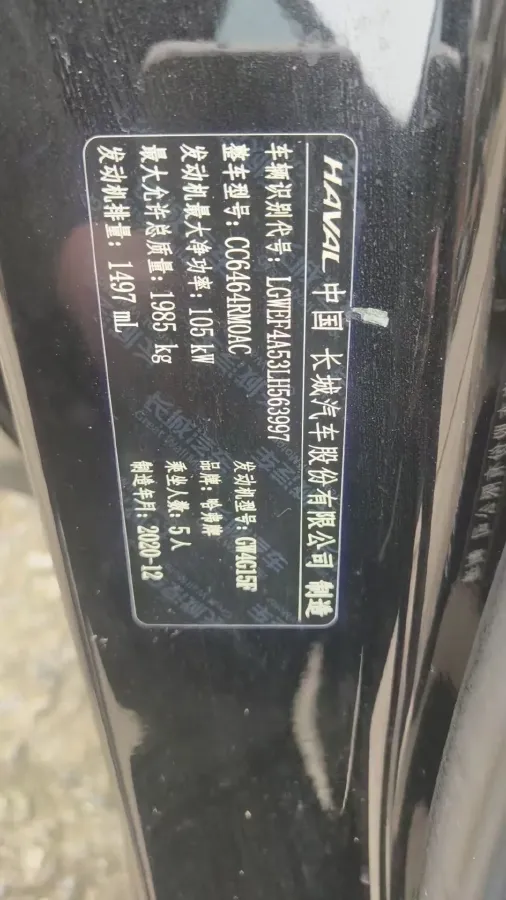 HAVAL 中国 长城汽车股份有限公司 制造
车辆识别代号: LGWEF4A53LH563997
发动机型号: GW4G15F
整车型号: CC6464RM0AC
品牌: 哈弗牌
发动机最大净功率: 105 kW
乘坐人数: 5人
最大允许总质量: 1985 kg
制造年月: 2020-12
发动机排量: 1497 mL